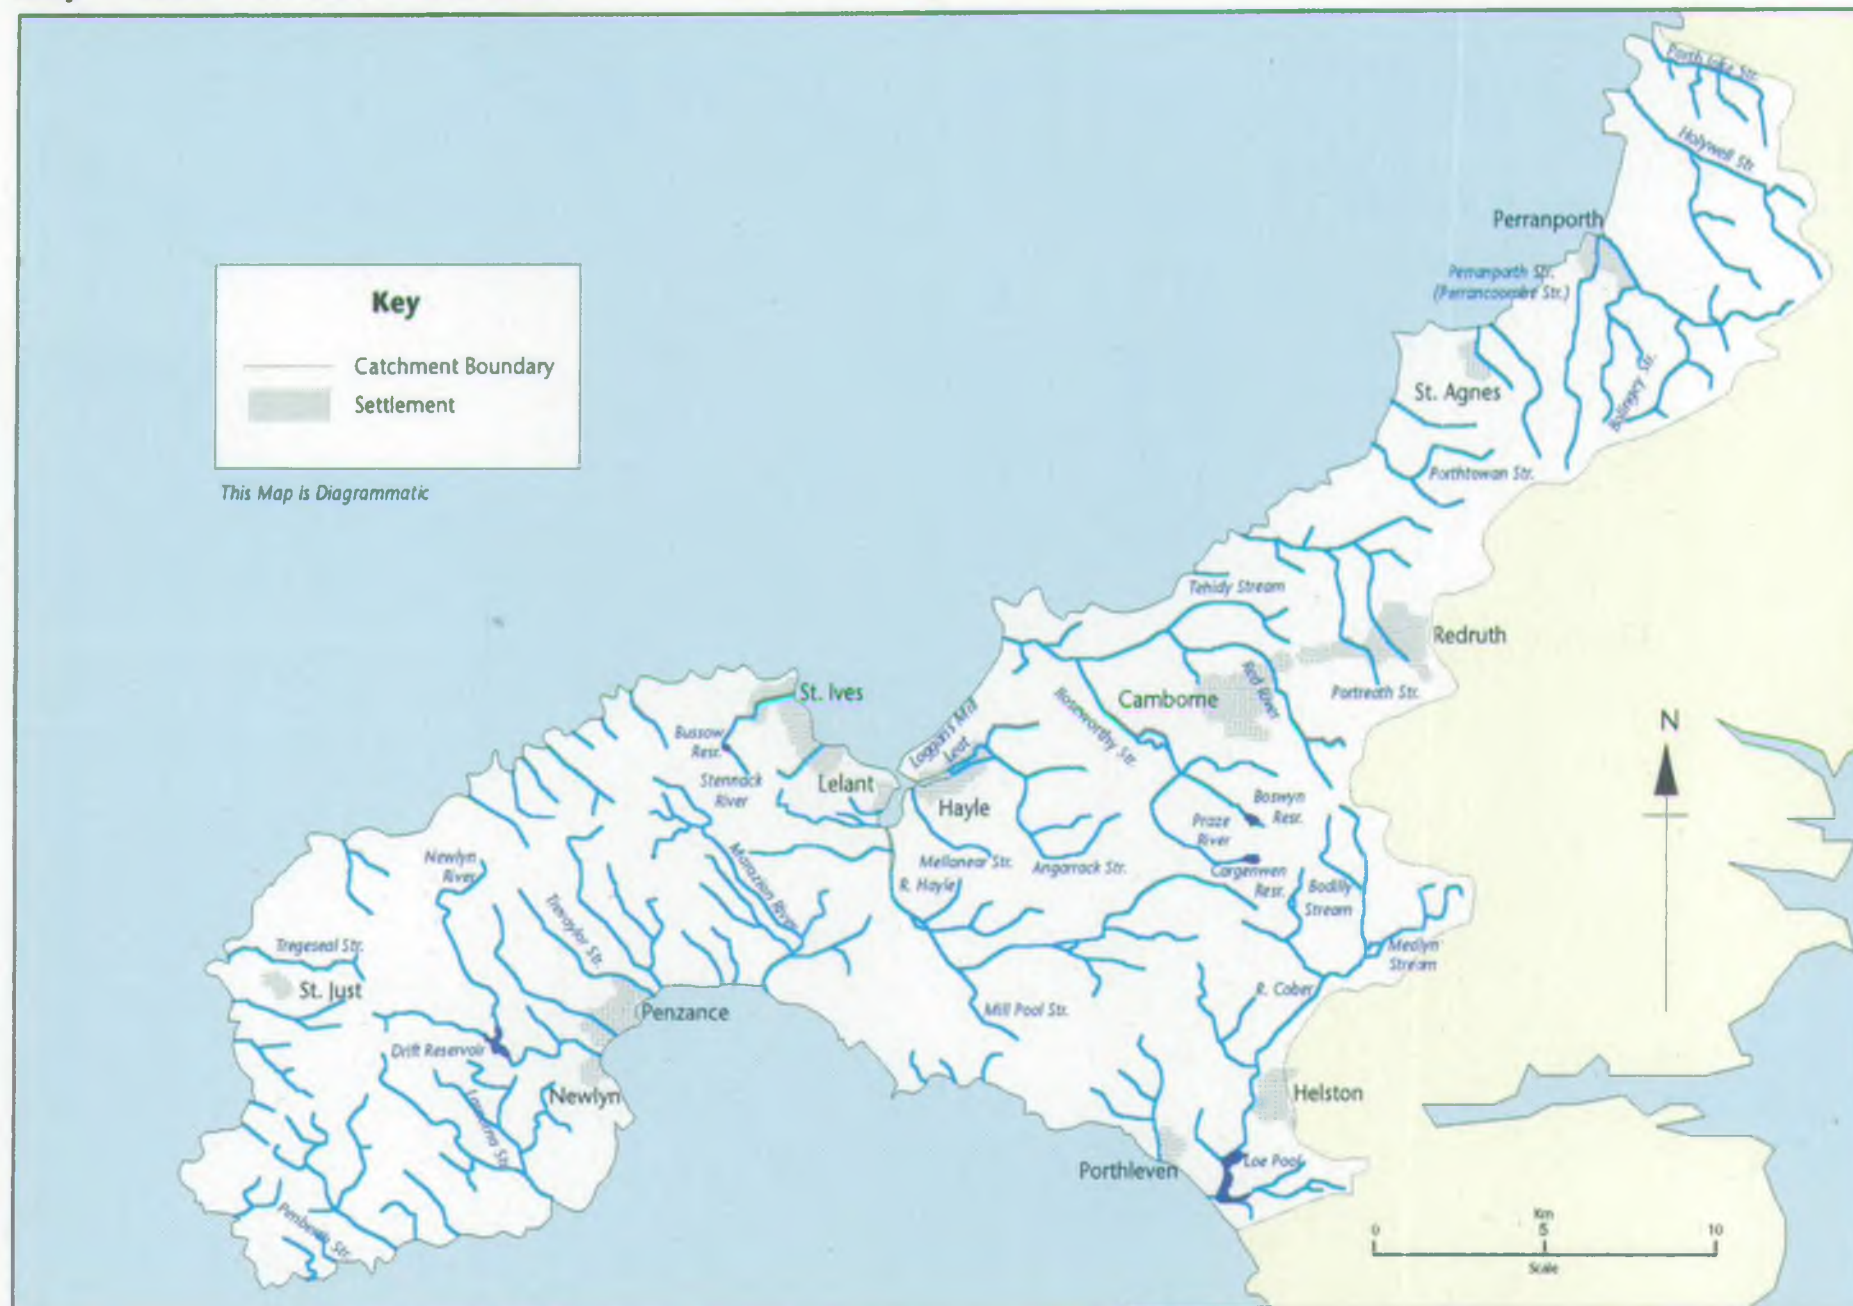 Key
Catchment Boundary
Settlement
This Map is Diagrammatic
Porth Joke Str.
Holywell Str.
Perranporth
Perranporth Str.
(Perrancoombe Str.)
Bolingey Str.
St. Agnes
Porthtowan Str.
Tehidy Stream
Redruth
Portreath Str.
Red River
Camborne
Roseworthy Str.
St. Ives
Bussow
Resr.
Stennack
River
Lelant
Loggan's Mill
Leat
Hayle
Boswyn
Resr.
Praze
River
Mellanear Str.
Angarrack Str.
Cargenwen
Resr.
Bodilly
Stream
R. Hayle
Marazion River
Newlyn
River
Trevaylor Str.
Tregeseal Str.
St. Just
Medlyn
Stream
R. Cober
Mill Pool Str.
Penzance
Drift Reservoir
Newlyn
Lamorna Str.
Helston
Porthleven
Loe Pool
Penberth Str.
N
Km
0 5 10
Scale